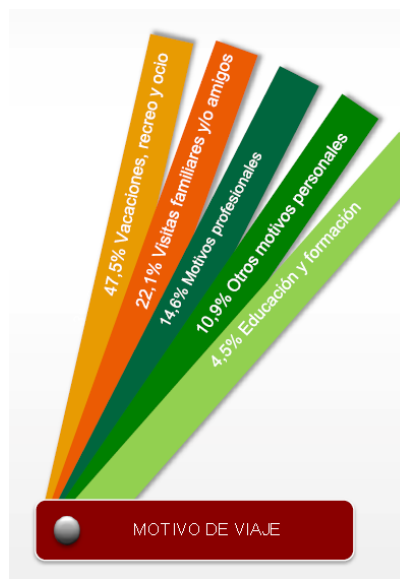 47,5% Vacaciones, recreo y ocio
22,1% Visitas familiares y/o amigos
14,6% Motivos profesionales
10,9% Otros motivos personales
4,5% Educación y formación
MOTIVO DE VIAJE